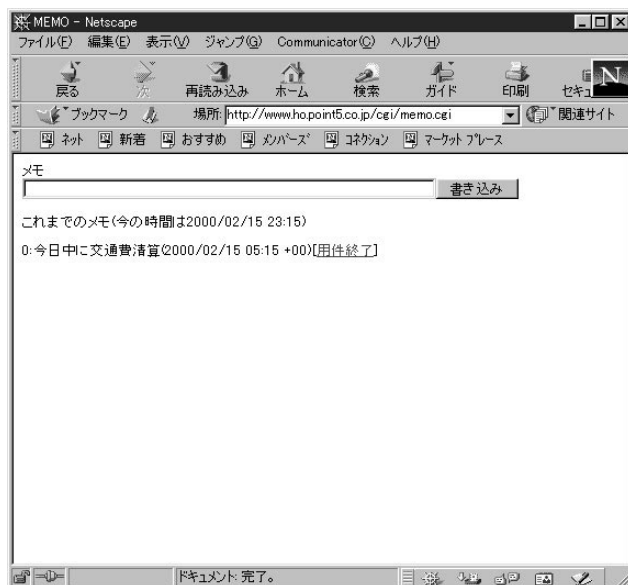 MEMO - Netscape
ファイル(F) 編集(E) 表示(V) ジャンプ(G) Communicator(C) ヘルプ(H)
戻る 次 再読み込み ホーム 検索 ガイド 印刷 セキュ N
ブックマーク 場所: http://www.ho.point5.co.jp/cgi/memo.cgi 関連サイト
ネット 新着 おすすめ メンバーズ コネクション マーケットプレース
メモ
書き込み
これまでのメモ(今の時間は2000/02/15 23:15)
0:今日中に交通費清算(2000/02/15 05:15 +00)[用件終了]
ドキュメント: 完了。